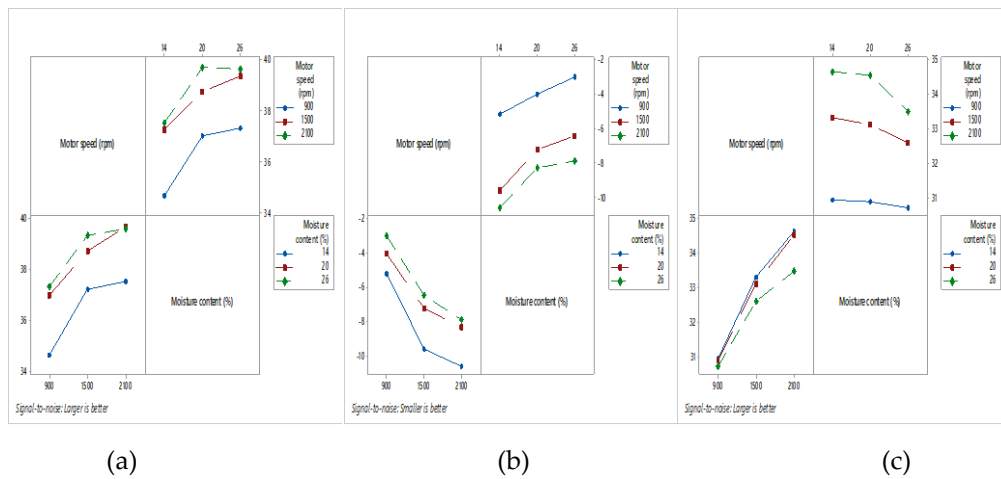 14 20 26
40
38
36
34
Motor speed (rpm)
900
1500
2100
Motor speed (rpm)
40
38
36
34
Moisture content (%)
14
20
26
Moisture content (%)
900 1500 2100
Signal-to-noise: Larger is better
14 20 26
-2
-4
-6
-8
-10
Motor speed (rpm)
900
1500
2100
Motor speed (rpm)
-2
-4
-6
-8
-10
Moisture content (%)
14
20
26
Moisture content (%)
900 1500 2100
Signal-to-noise: Smaller is better
14 20 26
35
34
33
31
31
Motor speed (rpm)
900
1500
2100
Motor speed (rpm)
35
34
33
31
31
Moisture content (%)
14
20
26
Moisture content (%)
900 1500 2100
Signal-to-noise: Larger is better
(a) (b) (c)